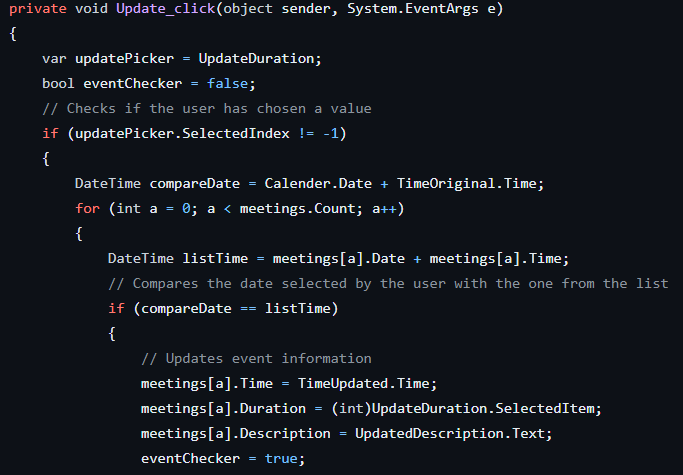 private void Update_click(object sender, System.EventArgs e)
{
var updatePicker = UpdateDuration;
bool eventChecker = false;
// Checks if the user has chosen a value
if (updatePicker.SelectedIndex != -1)
{
DateTime compareDate = Calender.Date + TimeOriginal.Time;
for (int a = 0; a < meetings.Count; a++)
{
DateTime listTime = meetings[a].Date + meetings[a].Time;
// Compares the date selected by the user with the one from the list
if (compareDate == listTime)
{
// Updates event information
meetings[a].Time = TimeUpdated.Time;
meetings[a].Duration = (int)UpdateDuration.SelectedItem;
meetings[a].Description = UpdatedDescription.Text;
eventChecker = true;